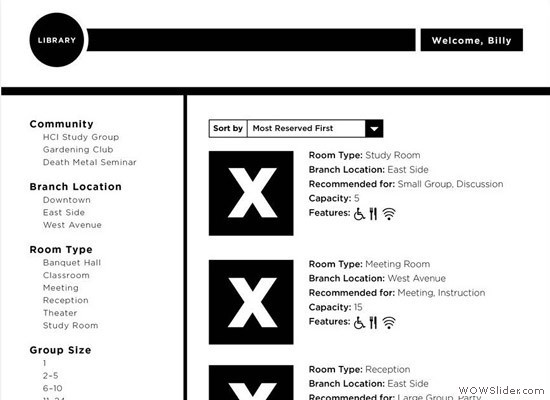 LIBRARY
Welcome, Billy
Community
HCI Study Group
Gardening Club
Death Metal Seminar
Branch Location
Downtown
East Side
West Avenue
Room Type
Banquet Hall
Classroom
Meeting
Reception
Theater
Study Room
Group Size
1
2–5
6–10
11–24
Sort by Most Reserved First
X
Room Type: Study Room
Branch Location: East Side
Recommended for: Small Group, Discussion
Capacity: 5
Features:
X
Room Type: Meeting Room
Branch Location: West Avenue
Recommended for: Meeting, Instruction
Capacity: 15
Features:
X
Room Type: Reception
Branch Location: East Side
Recommended for: Large Group, Party
WOWSlider.com